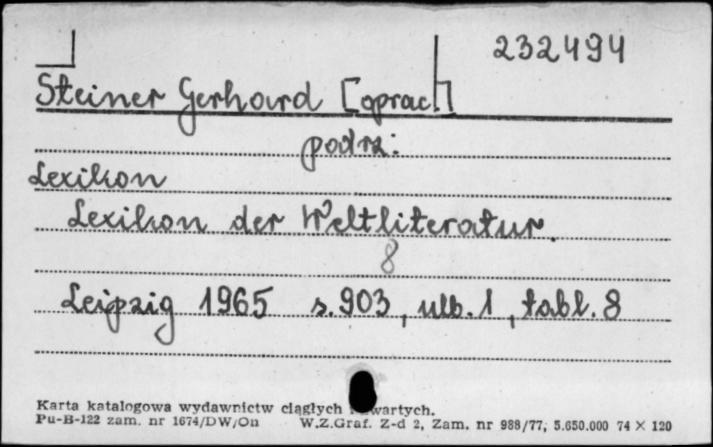 232494
Steiner Gerhard [oprac]
podrz:
Lexikon
Lexikon der Weltliteratur.
8
Leipzig 1965 s.903, ulb.1, tabl.8
Karta katalogowa wydawnictw ciągłych wartych.
Pu-B-122 zam. nr 1674/DW/On W.Z.Graf. Z-d 2, Zam. nr 988/77, 5.650.000 74 × 120